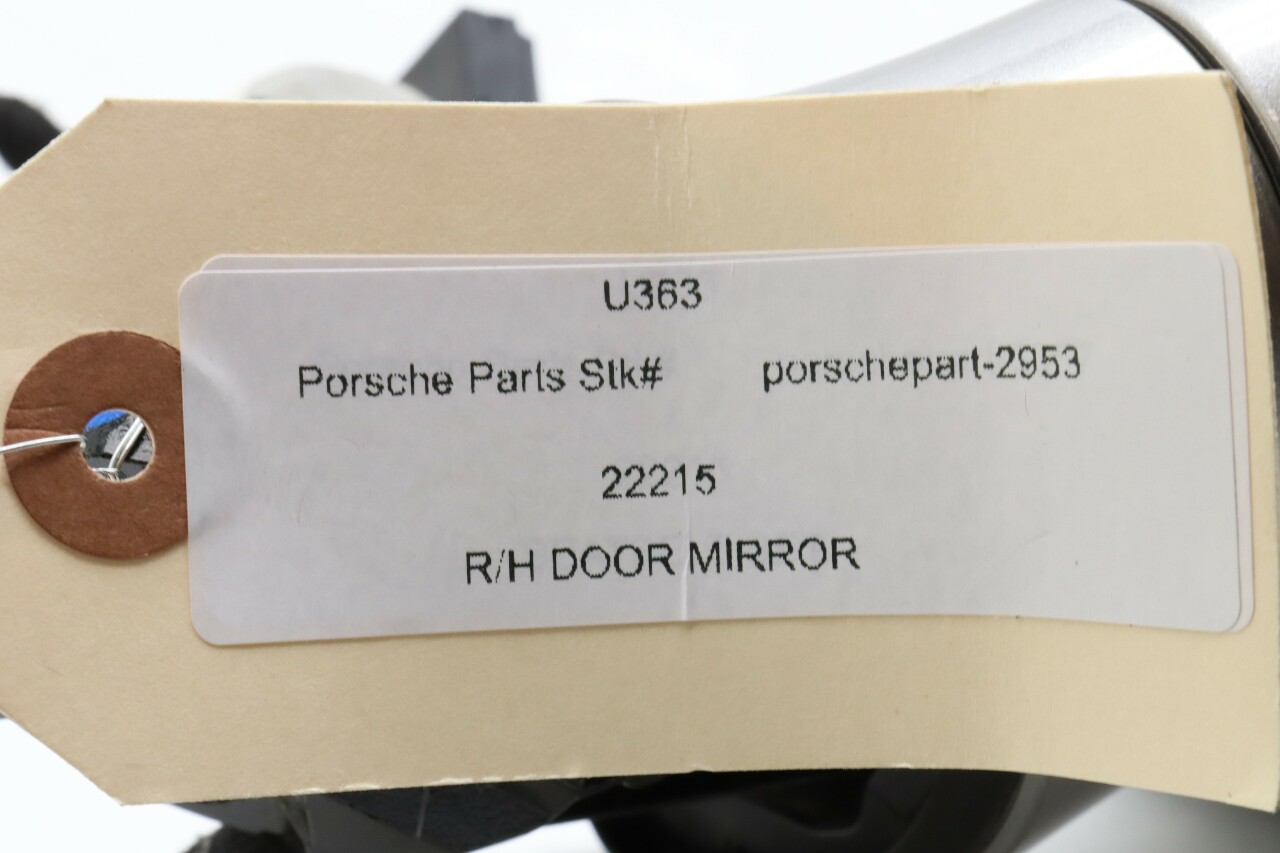 U363
Porsche Parts Stk# porschepart-2953
22215
R/H DOOR MIRROR